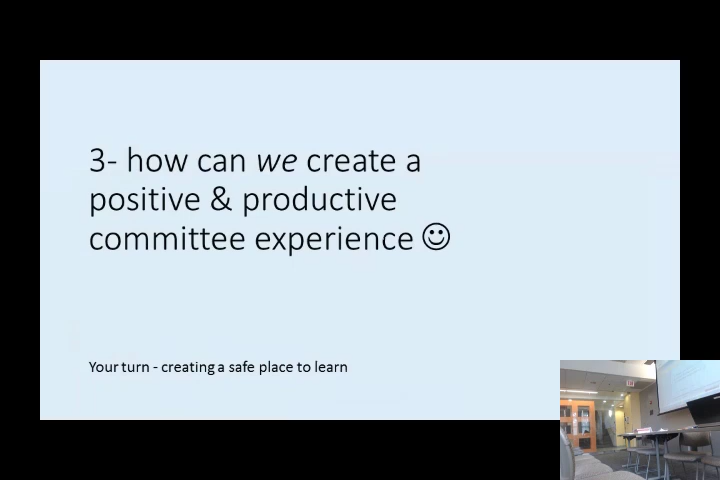 3- how can we create a
positive & productive
committee experience ☺
Your turn - creating a safe place to learn